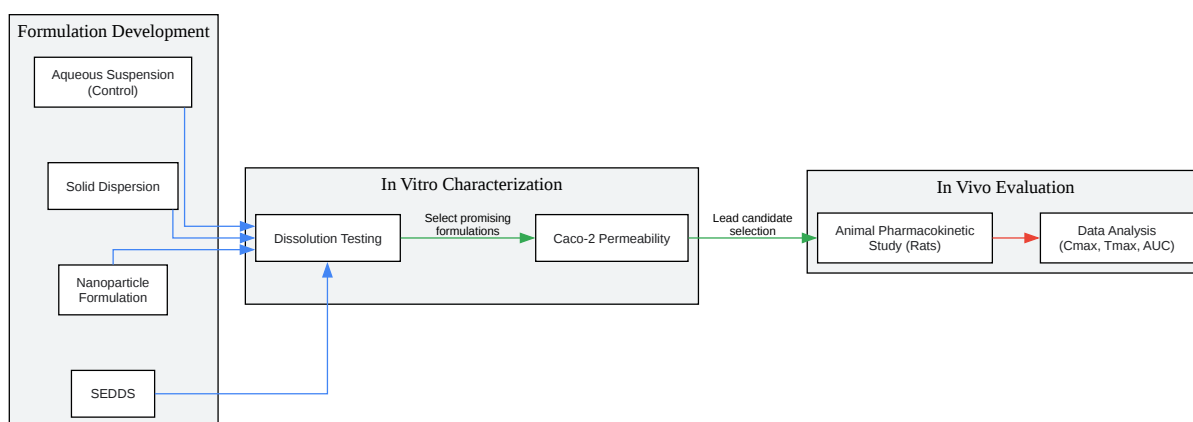 Formulation Development
Aqueous Suspension
(Control)
Solid Dispersion
Nanoparticle
Formulation
SEDDS
In Vitro Characterization
Dissolution Testing
Select promising
formulations
Caco-2 Permeability
Lead candidate
selection
In Vivo Evaluation
Animal Pharmacokinetic
Study (Rats)
Data Analysis
(Cmax, Tmax, AUC)